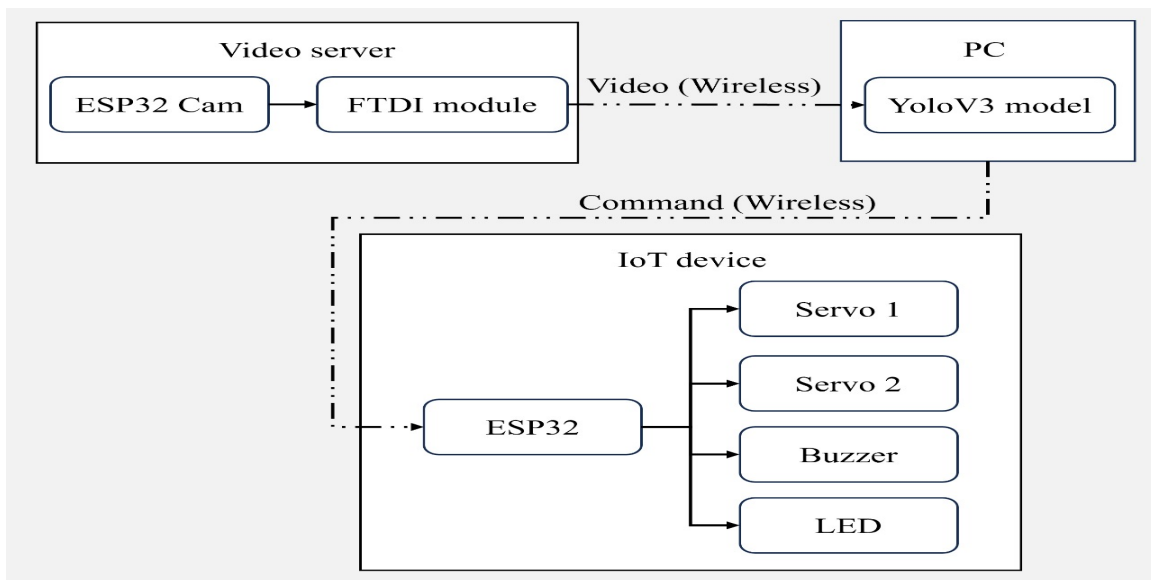 Video server
ESP32 Cam
FTDI module
Video (Wireless)
PC
YoloV3 model
Command (Wireless)
IoT device
Servo 1
Servo 2
ESP32
Buzzer
LED